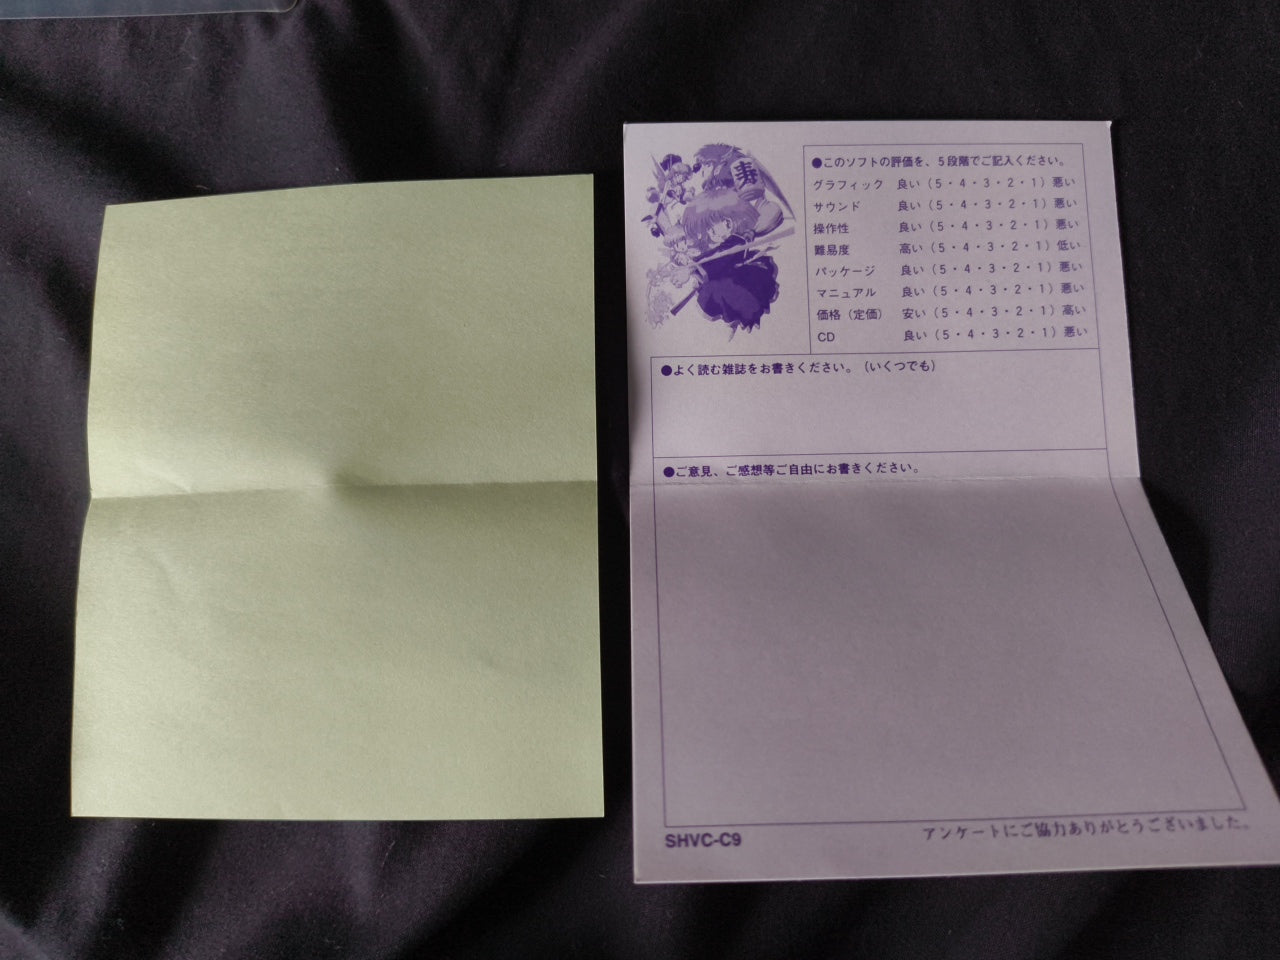 寿
●このソフトの評価を、5段階でご記入ください。
グラフィック 良い(5・4・3・2・1)悪い
サウンド 良い(5・4・3・2・1)悪い
操作性 良い(5・4・3・2・1)悪い
難易度 高い(5・4・3・2・1)低い
パッケージ 良い(5・4・3・2・1)悪い
マニュアル 良い(5・4・3・2・1)悪い
価格(定価) 安い(5・4・3・2・1)高い
CD 良い(5・4・3・2・1)悪い
●よく読む雑誌をお書きください。(いくつでも)
●ご意見、ご感想等ご自由にお書きください。
アンケートにご協力ありがとうございました。
SHVC-C9